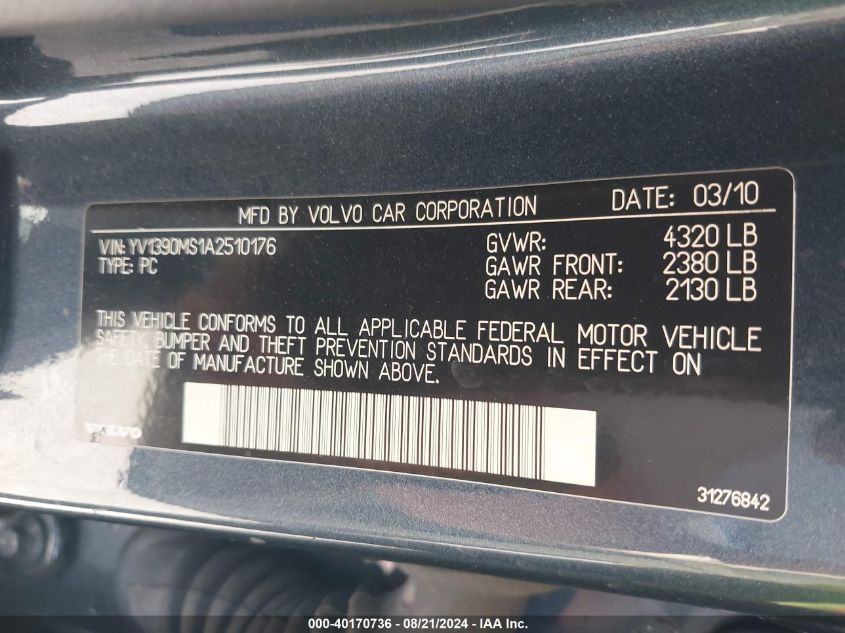 MFD BY VOLVO CAR CORPORATION DATE: 03/10
VIN: YV1390MS1A2510176 GVWR: 4320 LB
TYPE: PC GAWR FRONT: 2380 LB
GAWR REAR: 2130 LB
THIS VEHICLE CONFORMS TO ALL APPLICABLE FEDERAL MOTOR VEHICLE
SAFETY, BUMPER AND THEFT PREVENTION STANDARDS IN EFFECT ON
THE DATE OF MANUFACTURE SHOWN ABOVE.
VOLVO
31276842
000-40170736 - 08/21/2024 - IAA Inc.